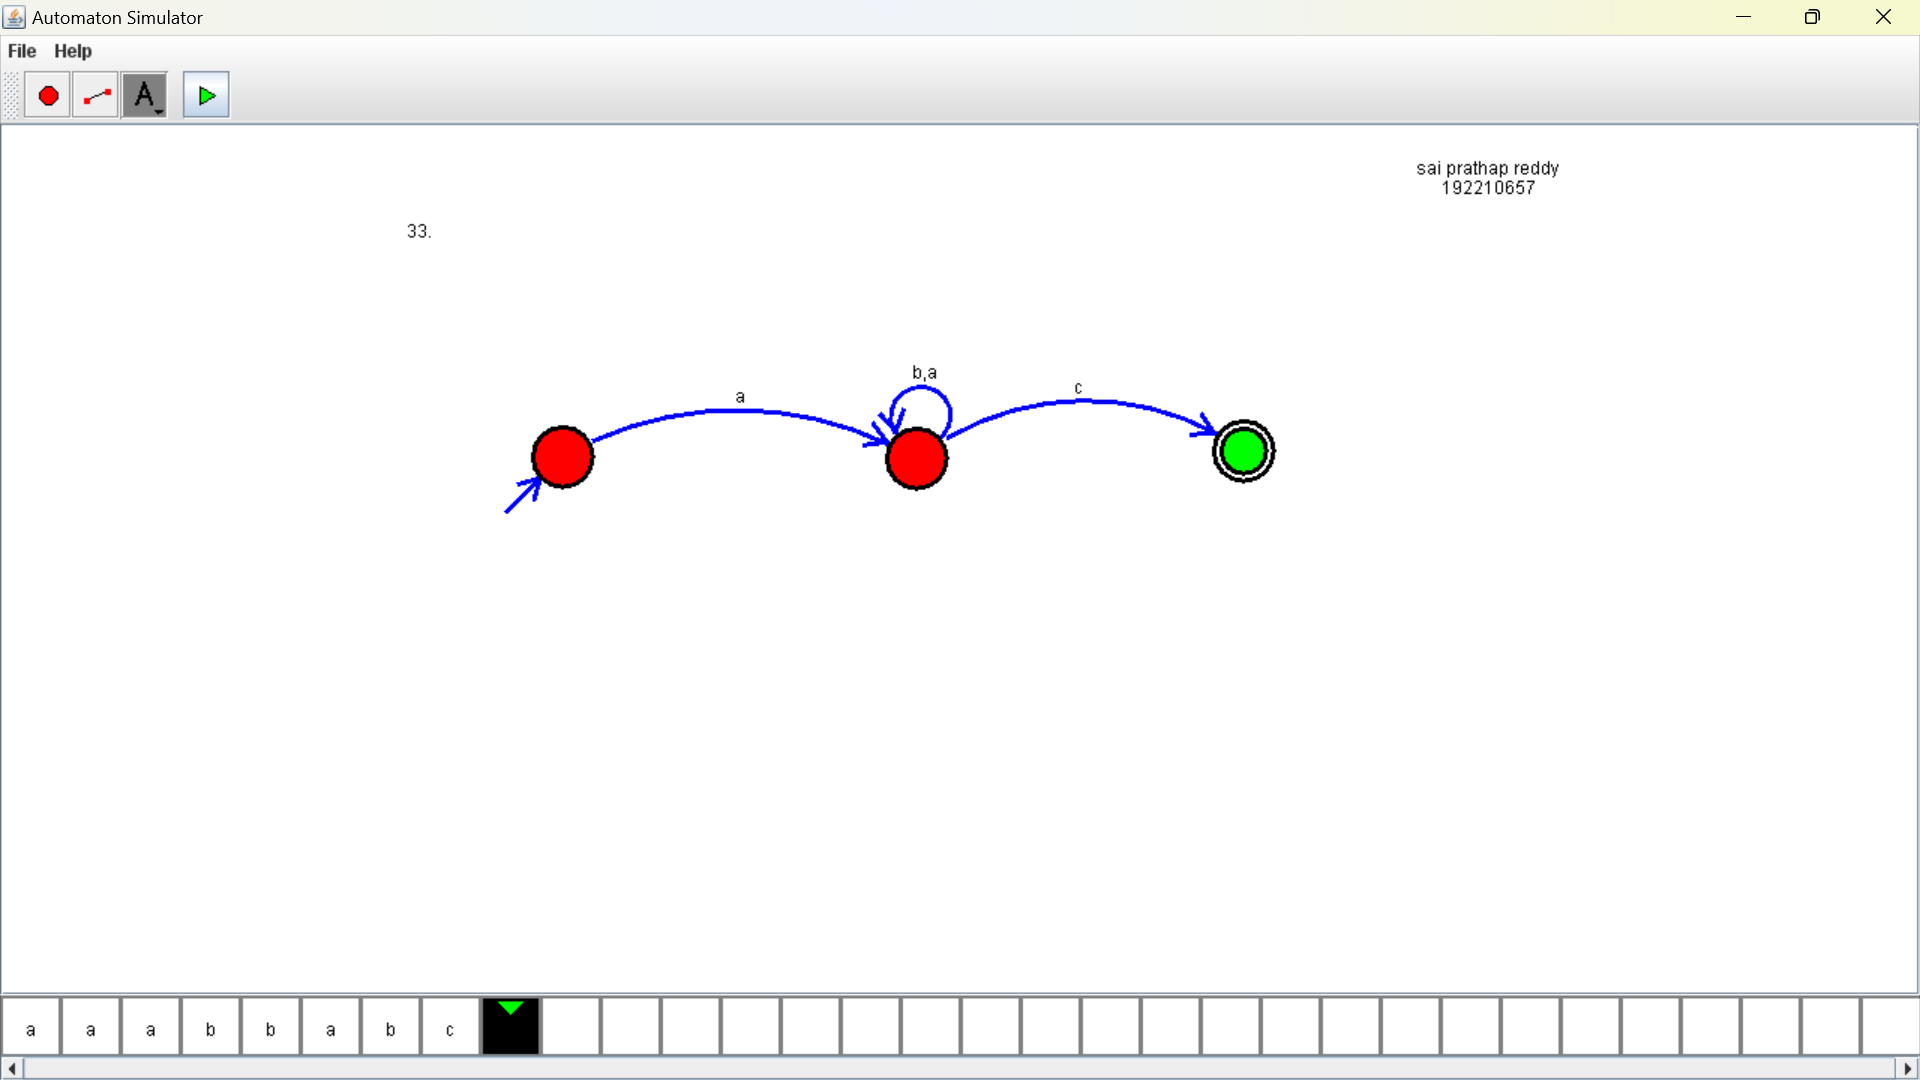 Automaton Simulator
File Help
A
sai prathap reddy
192210657
33.
b,a
a
c
a a a b b a b c